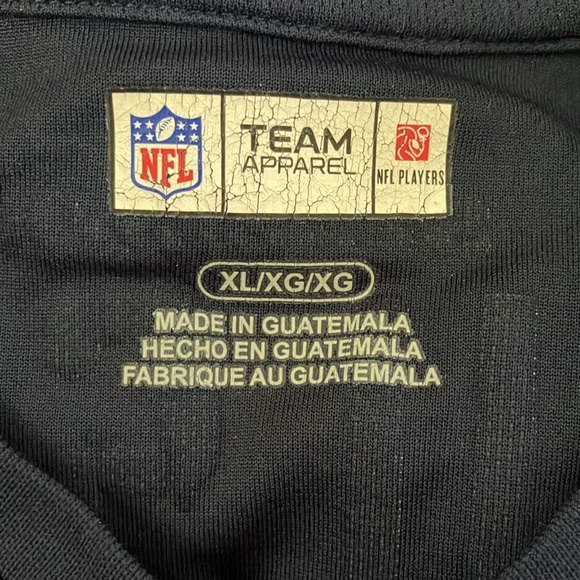 NFL
TEAM
APPAREL
NFL PLAYERS
XL/XG/XG
MADE IN GUATEMALA
HECHO EN GUATEMALA
FABRIQUE AU GUATEMALA